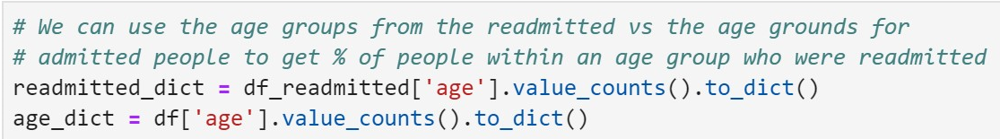 # We can use the age groups from the readmitted vs the age grounds for
# admitted people to get % of people within an age group who were readmitted
readmitted_dict = df_readmitted['age'].value_counts().to_dict()
age_dict = df['age'].value_counts().to_dict()